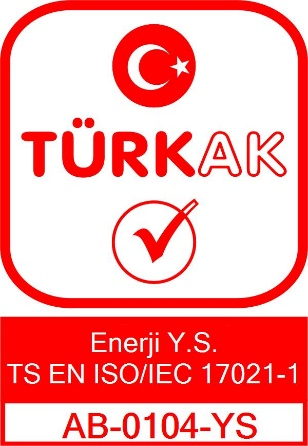 TÜRKAK
Enerji Y.S.
TS EN ISO/IEC 17021-1
AB-0104-YS